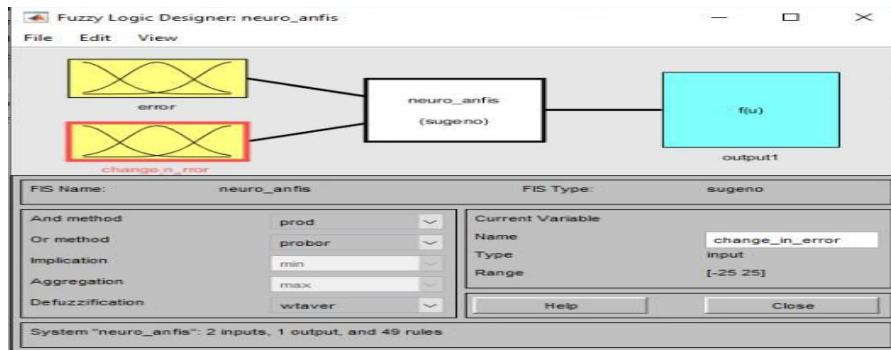 Fuzzy Logic Designer: neuro_anfis
File Edit View
error
neuro_anfis
(sugeno)
f(u)
change_n_rror
output1
FIS Name: neuro_anfis FIS Type: sugeno
And method prod
Or method probor
Implication min
Aggregation max
Defuzzification wtaver
Current Variable
Name change_in_error
Type input
Range [-25 25]
Help Close
System "neuro_anfis": 2 inputs, 1 output, and 49 rules